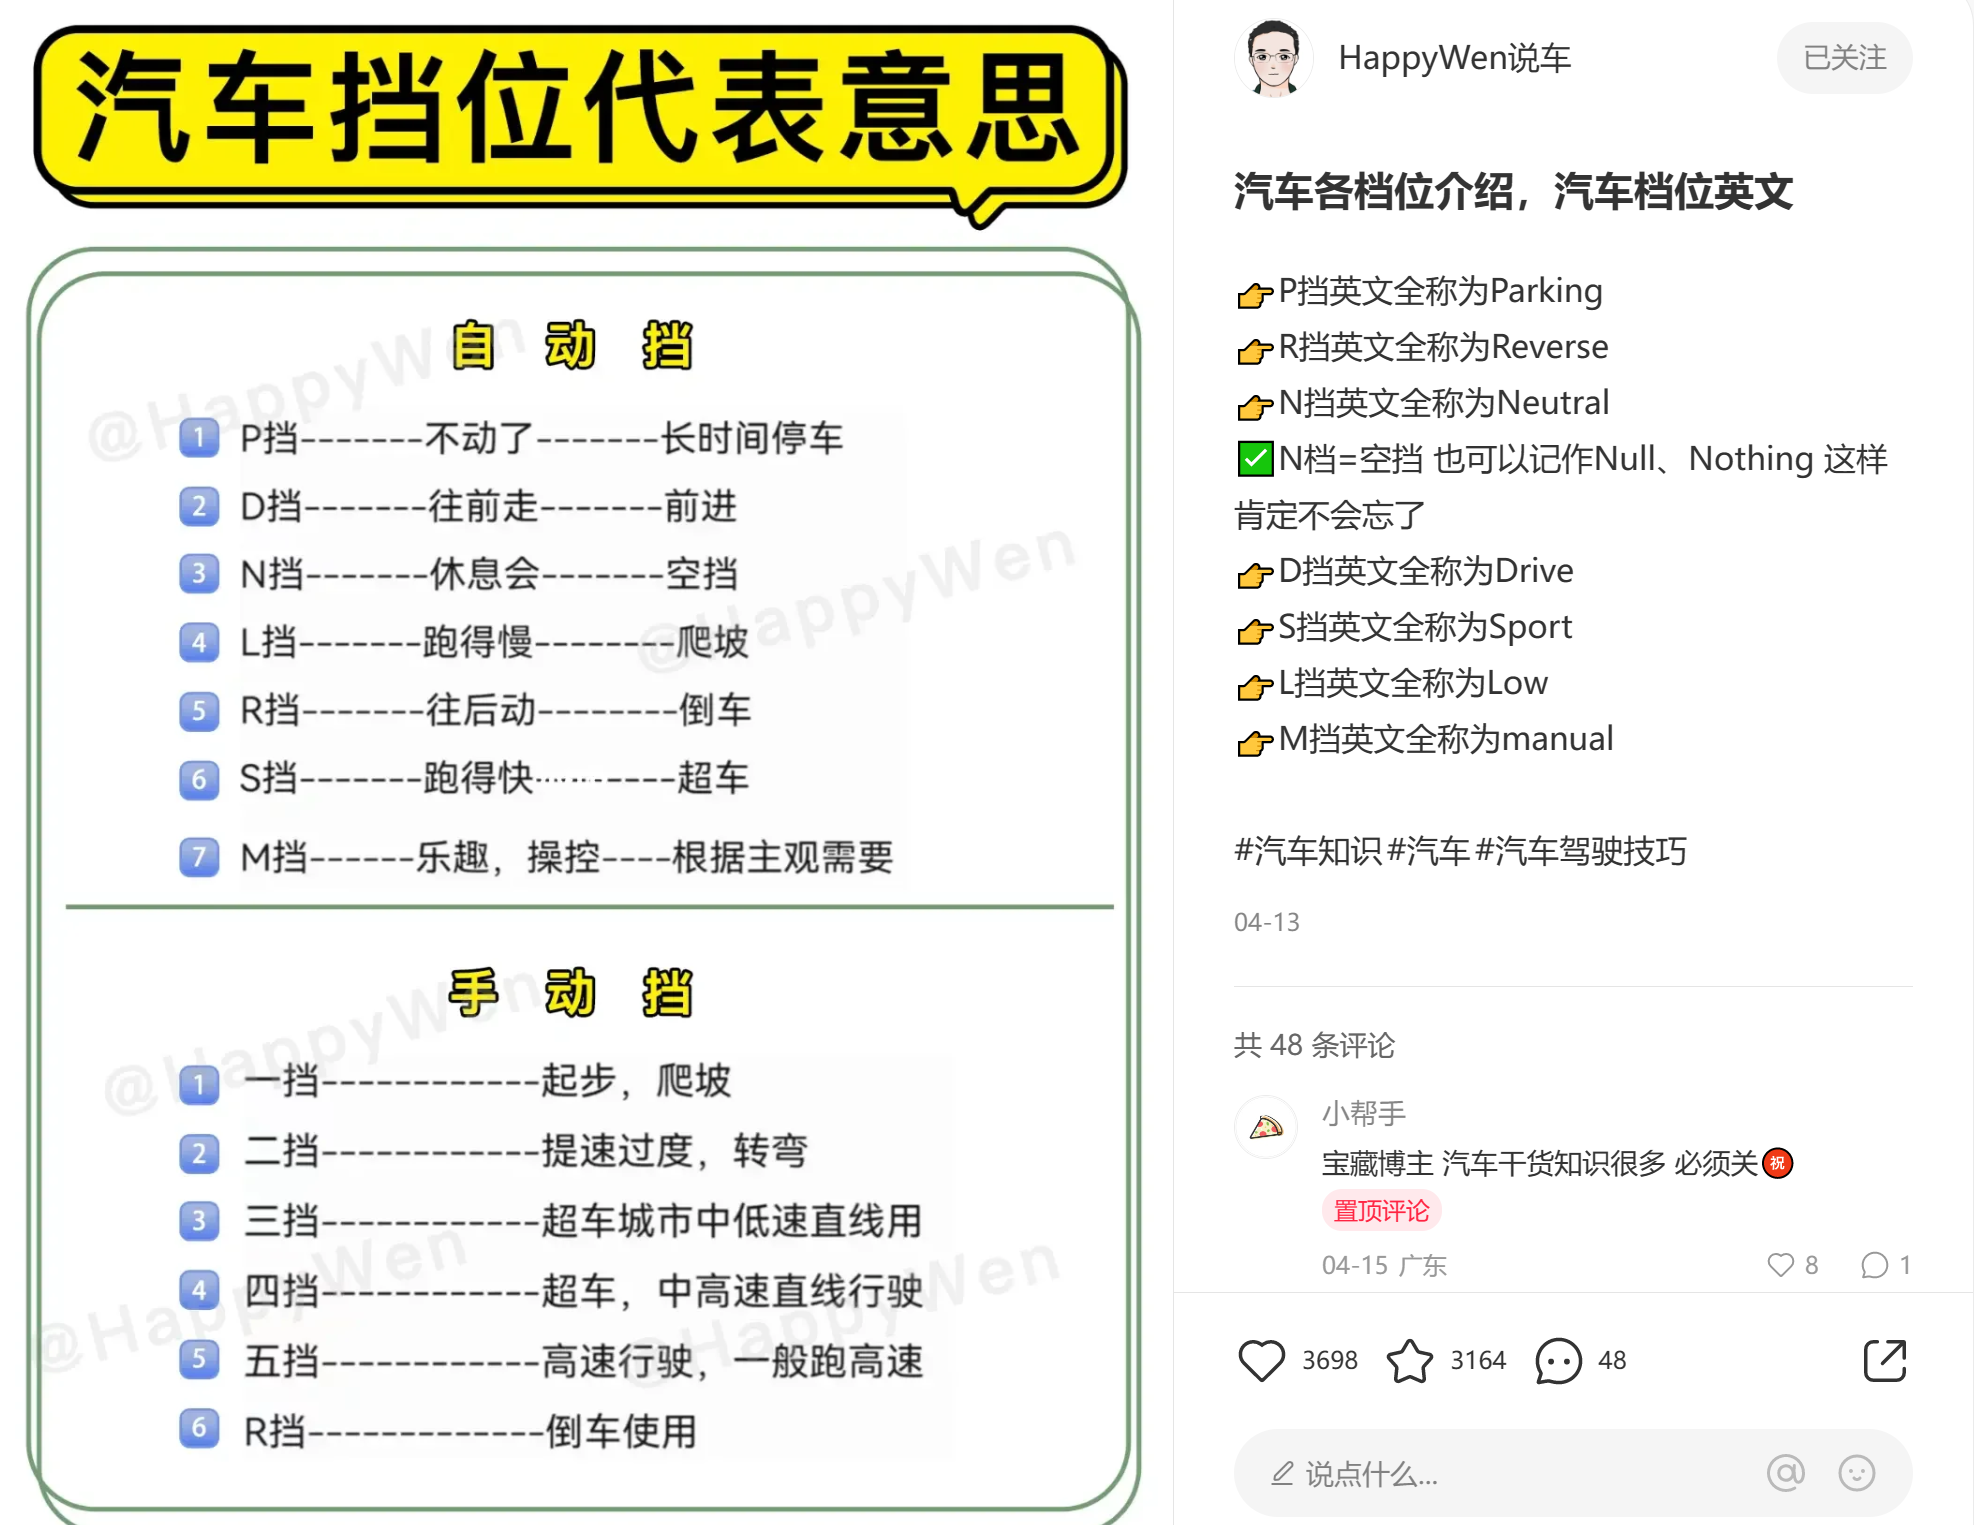 汽车挡位代表意思
自动挡
1 P挡-------不动了-------长时间停车
2 D挡-------往前走-------前进
3 N挡-------休息会-------空挡
4 L挡-------跑得慢--------爬坡
5 R挡-------往后动--------倒车
6 S挡-------跑得快--------超车
7 M挡------乐趣，操控----根据主观需要
手动挡
1 一挡------------起步，爬坡
2 二挡------------提速过度，转弯
3 三挡------------超车城市中低速直线用
4 四挡------------超车，中高速直线行驶
5 五挡------------高速行驶，一般跑高速
6 R挡-------------倒车使用
@HappyWen
@HappyWen
@HappyWen
@HappyWen
@HappyWen
HappyWen说车
已关注
汽车各档位介绍，汽车档位英文
👉P挡英文全称为Parking
👉R挡英文全称为Reverse
👉N挡英文全称为Neutral
✅N档=空挡 也可以记作Null、Nothing 这样
肯定不会忘了
👉D挡英文全称为Drive
👉S挡英文全称为Sport
👉L挡英文全称为Low
👉M挡英文全称为manual
#汽车知识#汽车#汽车驾驶技巧
04-13
共 48 条评论
小帮手
宝藏博主 汽车干货知识很多 必须关㊗️
置顶评论
04-15 广东
8 1
3698 3164 48
说点什么...